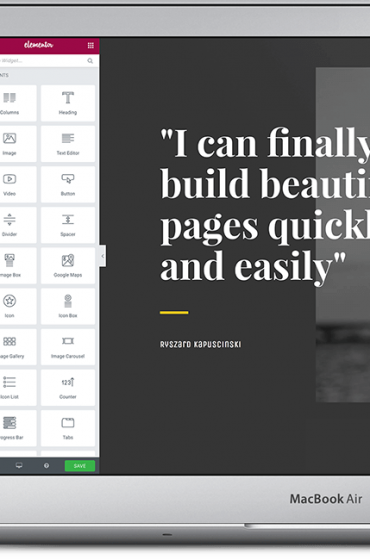 elementor
Widget...
NTS
Columns
Heading
Image
Text Editor
Video
Button
Divider
Spacer
age Box
Google Maps
Icon
Icon Box
age Gallery
Image Carousel
Icon List
123
Counter
ogress Bar
Tabs
SAVE
"I can finally
build beauti
pages quickl
and easily"
Ryszard Kapuscinski
MacBook Air